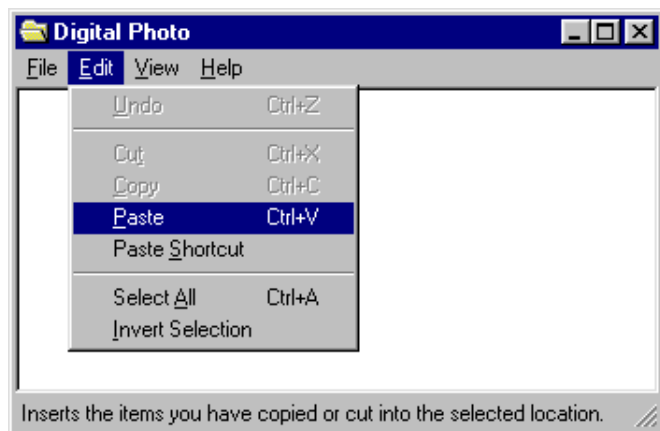 Digital Photo
File Edit View Help
Undo Ctrl+Z
Cut Ctrl+X
Copy Ctrl+C
Paste Ctrl+V
Paste Shortcut
Select All Ctrl+A
Invert Selection
Inserts the items you have copied or cut into the selected location.